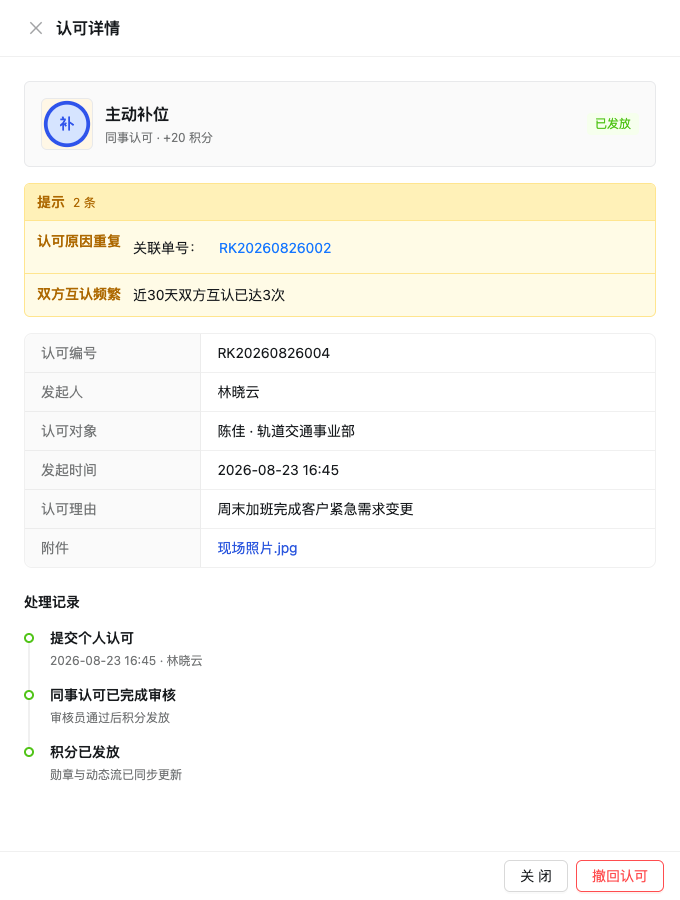 认可详情
补
主动补位
同事认可 · +20 积分
已发放
提示 2 条
认可原因重复 关联单号： RK20260826002
双方互认频繁 近30天双方互认已达3次
认可编号 RK20260826004
发起人 林晓云
认可对象 陈佳 · 轨道交通事业部
发起时间 2026-08-23 16:45
认可理由 周末加班完成客户紧急需求变更
附件 现场照片.jpg
处理记录
提交个人认可
2026-08-23 16:45 · 林晓云
同事认可已完成审核
审核员通过后积分发放
积分已发放
勋章与动态流已同步更新
关 闭 撤回认可